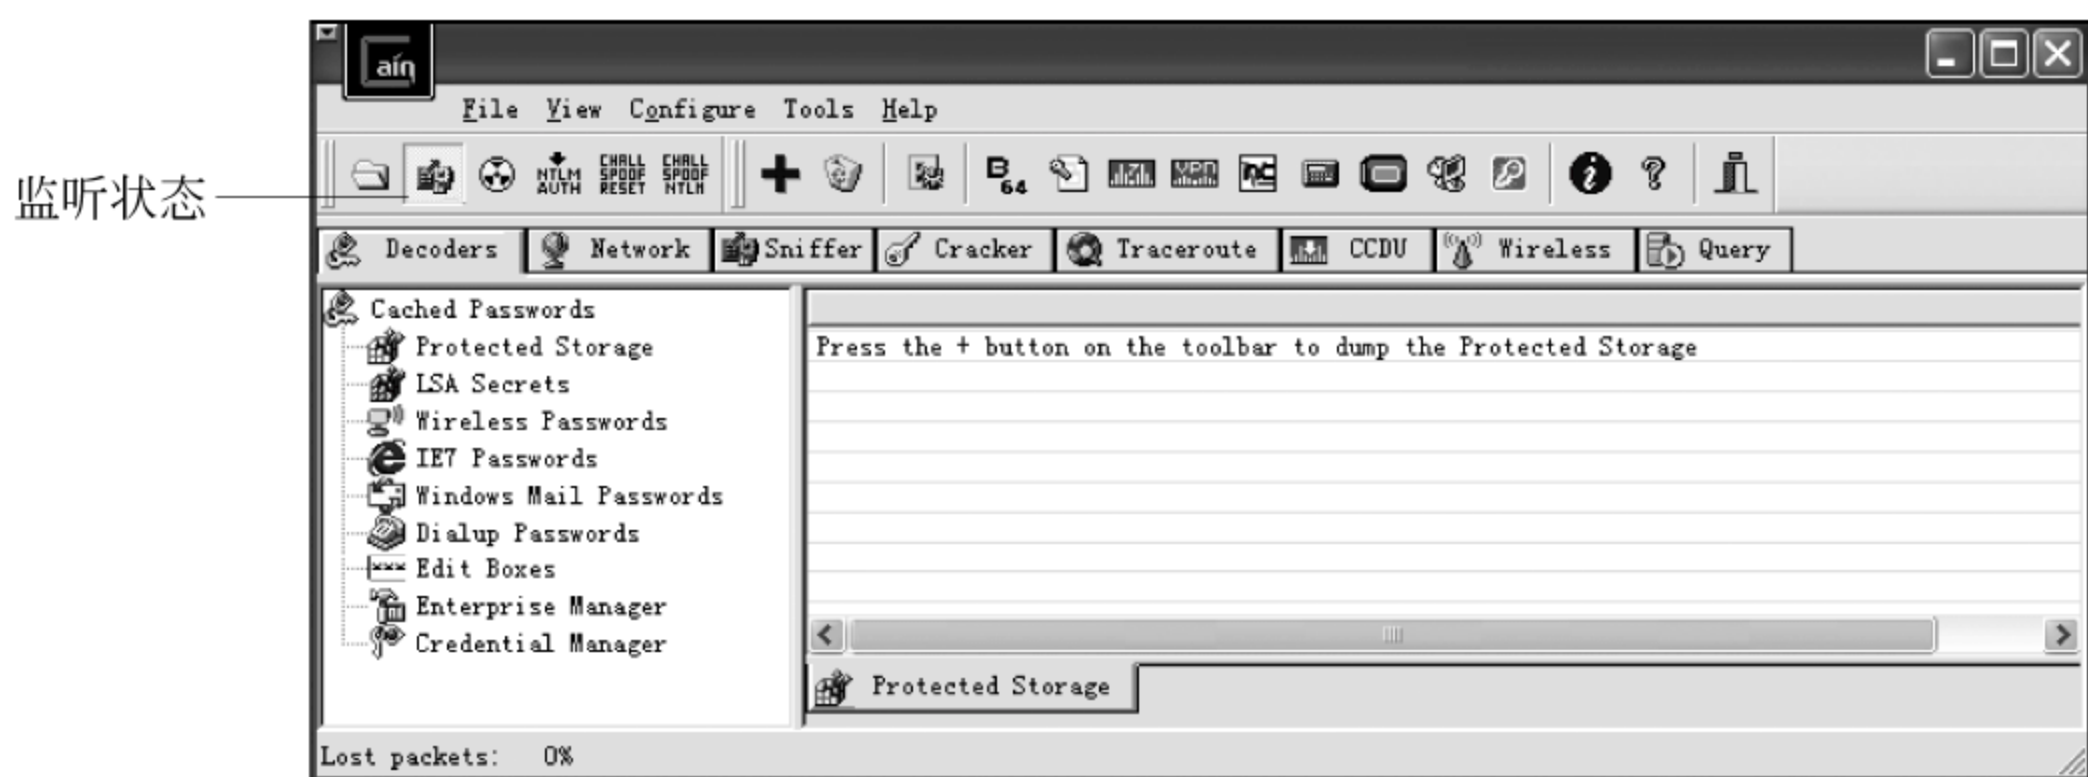 Cain
File View Configure Tools Help
监听状态
NTLM AUTH CHALL SPOOF RESET CHALL SPOOF NTLM B64 VPN
Decoders Network Sniffer Cracker Traceroute CCDU Wireless Query
Cached Passwords
Protected Storage
Press the + button on the toolbar to dump the Protected Storage
LSA Secrets
Wireless Passwords
IE7 Passwords
Windows Mail Passwords
Dialup Passwords
Edit Boxes
Enterprise Manager
Credential Manager
Protected Storage
Lost packets: 0%